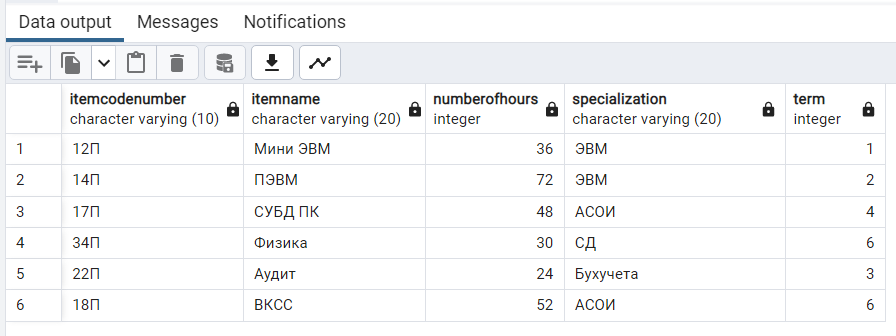 Data output Messages Notifications
itemcodenumber itemname numberofhours specialization term
character varying (10) character varying (20) integer character varying (20) integer
1 12П Мини ЭВМ 36 ЭВМ 1
2 14П ПЭВМ 72 ЭВМ 2
3 17П СУБД ПК 48 АСОИ 4
4 34П Физика 30 СД 6
5 22П Аудит 24 Бухучета 3
6 18П ВКСС 52 АСОИ 6